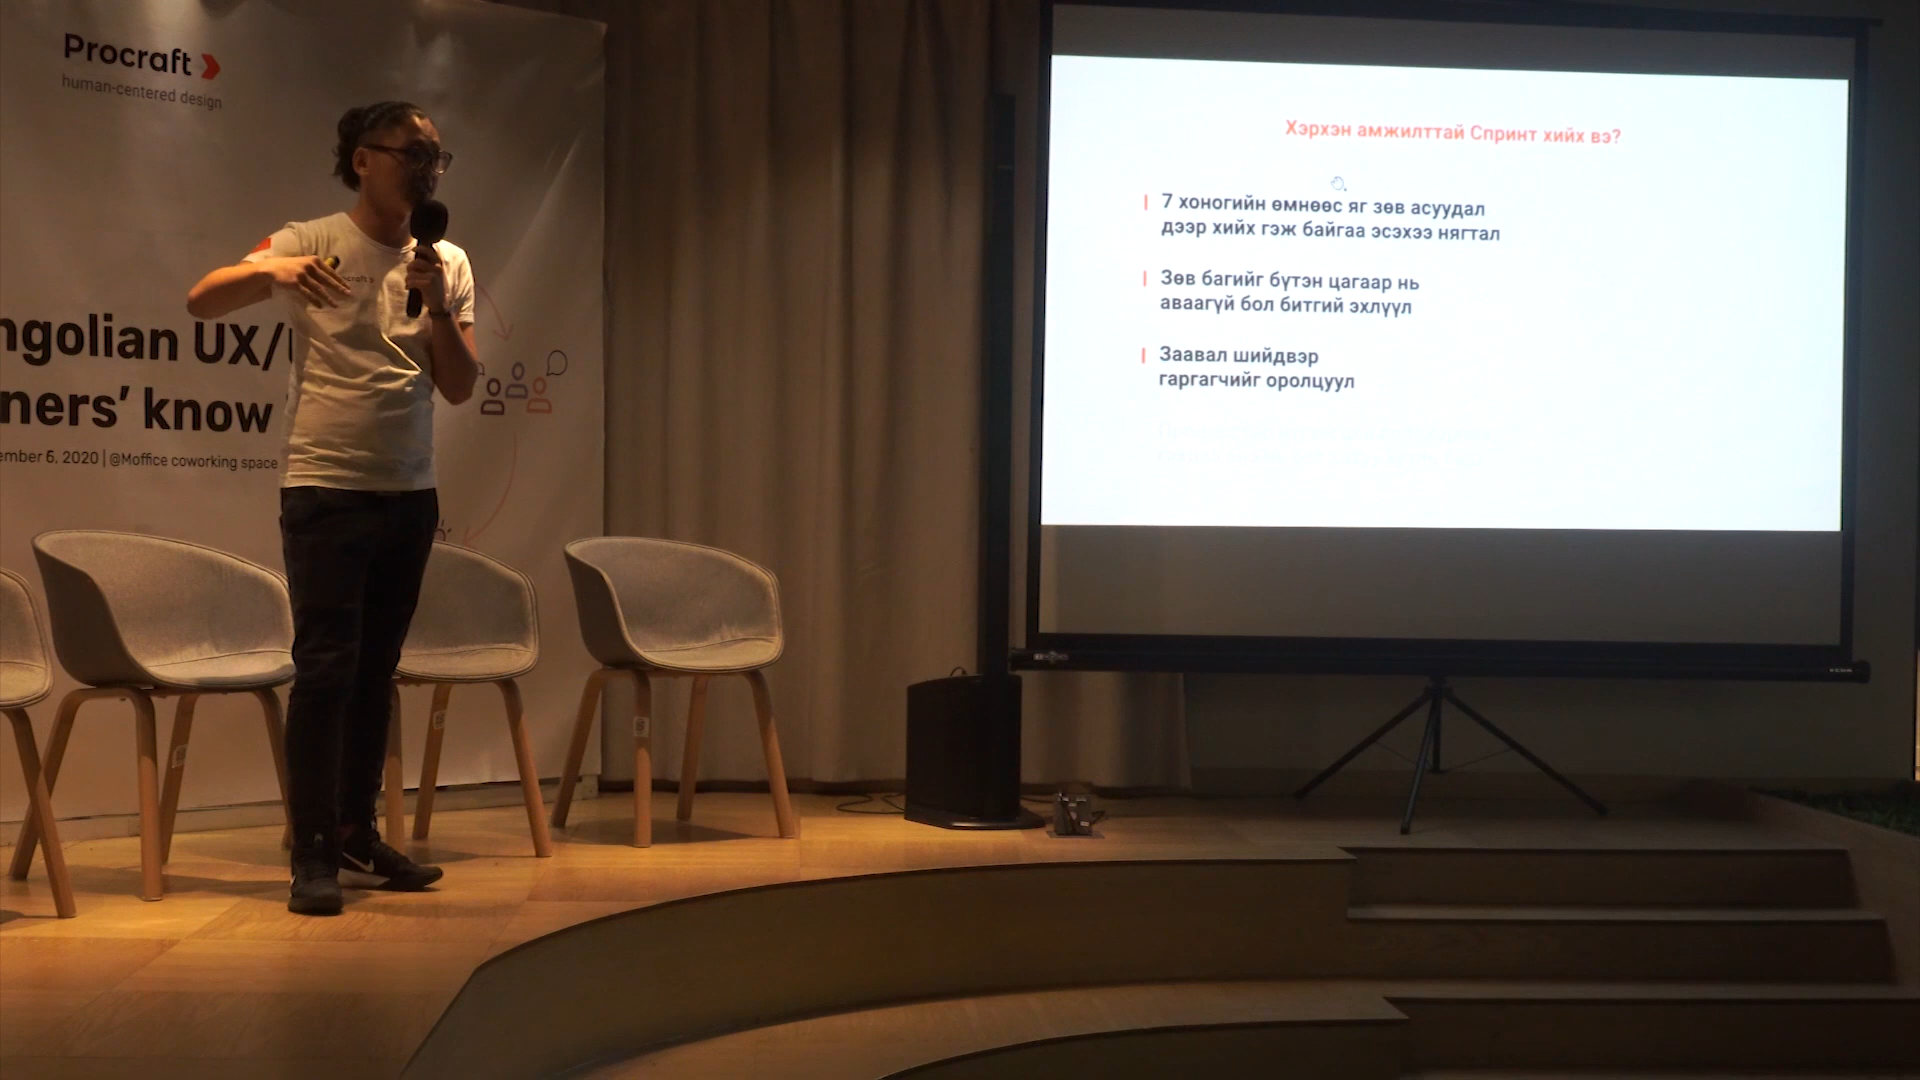 Procraft
human-centered design
ngolian UX/
ners' know
ember 6, 2020 | @Moffice coworking space
Хэрхэн амжилттай Спринт хийх вэ?
7 хоногийн өмнөөс яг зөв асуудал
дээр хийх гэж байгаа эсэхээ нягтал
Зөв багийг бүтэн цагаар нь
аваагүй бол битгий эхлүүл
Заавал шийдвэр
гаргагчийг оролцуул